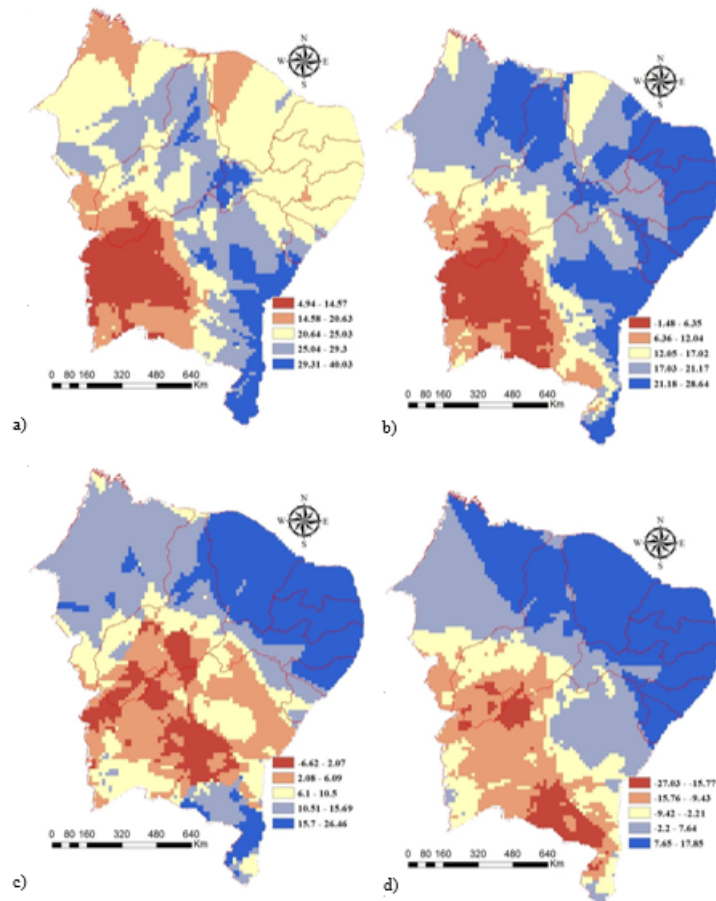 N
W E
S
4.94 - 14.57
14.58 - 20.63
20.64 - 25.03
25.04 - 29.3
29.31 - 40.03
0 80 160 320 480 640
Km
a)
N
W E
S
-1.48 - 6.35
6.36 - 12.04
12.05 - 17.02
17.03 - 21.17
21.18 - 28.64
0 80 160 320 480 640
Km
b)
N
W E
S
-6.62 - 2.07
2.08 - 6.09
6.1 - 10.5
10.51 - 15.69
15.7 - 26.46
0 80 160 320 480 640
Km
c)
N
W E
S
-27.03 - -15.77
-15.76 - -9.43
-9.42 - -2.21
-2.2 - 7.64
7.65 - 17.85
0 80 160 320 480 640
Km
d)